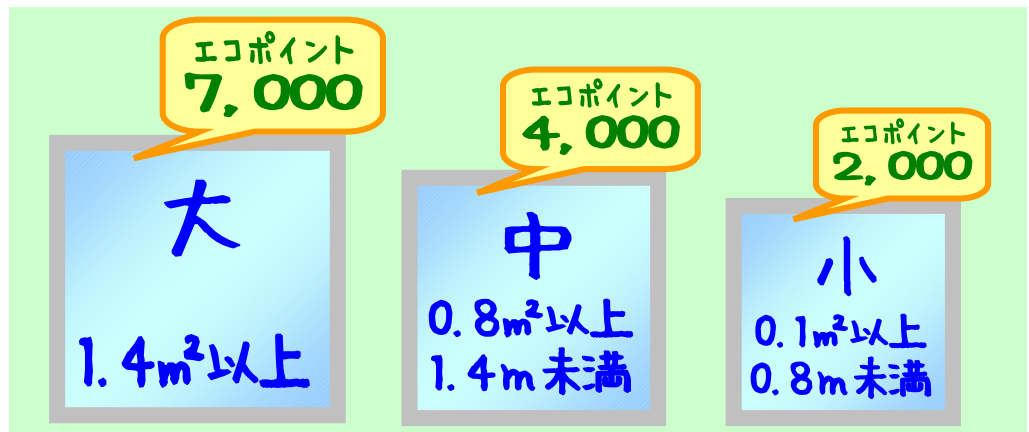 エコポイント
7,000
大
1.4m²以上
エコポイント
4,000
中
0.8m²以上
1.4m未満
エコポイント
2,000
小
0.1m²以上
0.8m未満